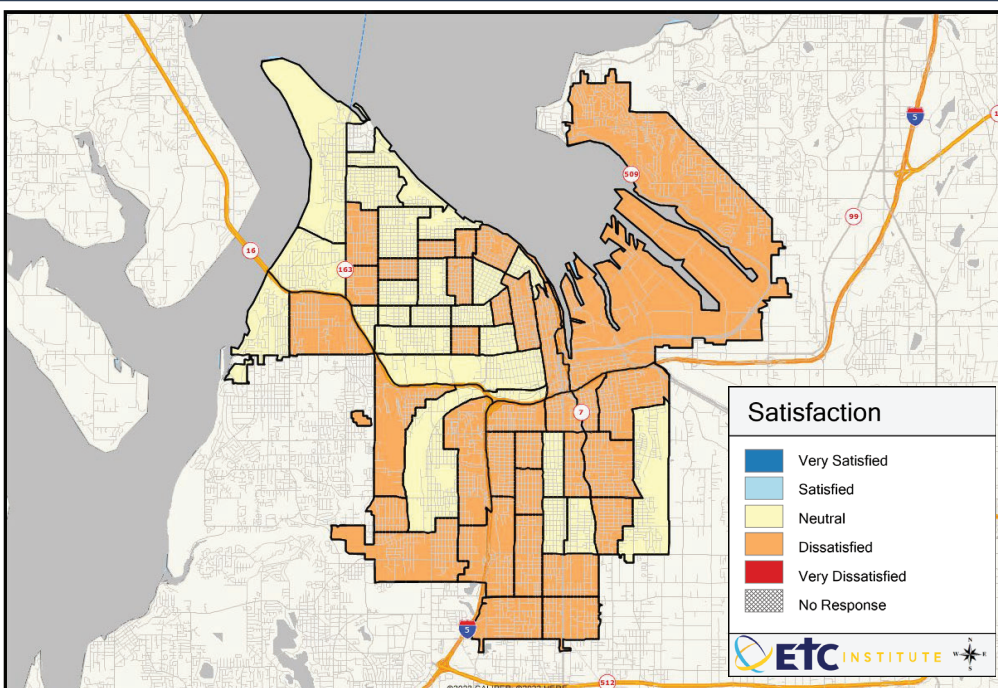 5
1
509
99
16
163
7
Satisfaction
Very Satisfied
Satisfied
Neutral
Dissatisfied
Very Dissatisfied
No Response
5
ETC INSTITUTE
N
W
E
S
512